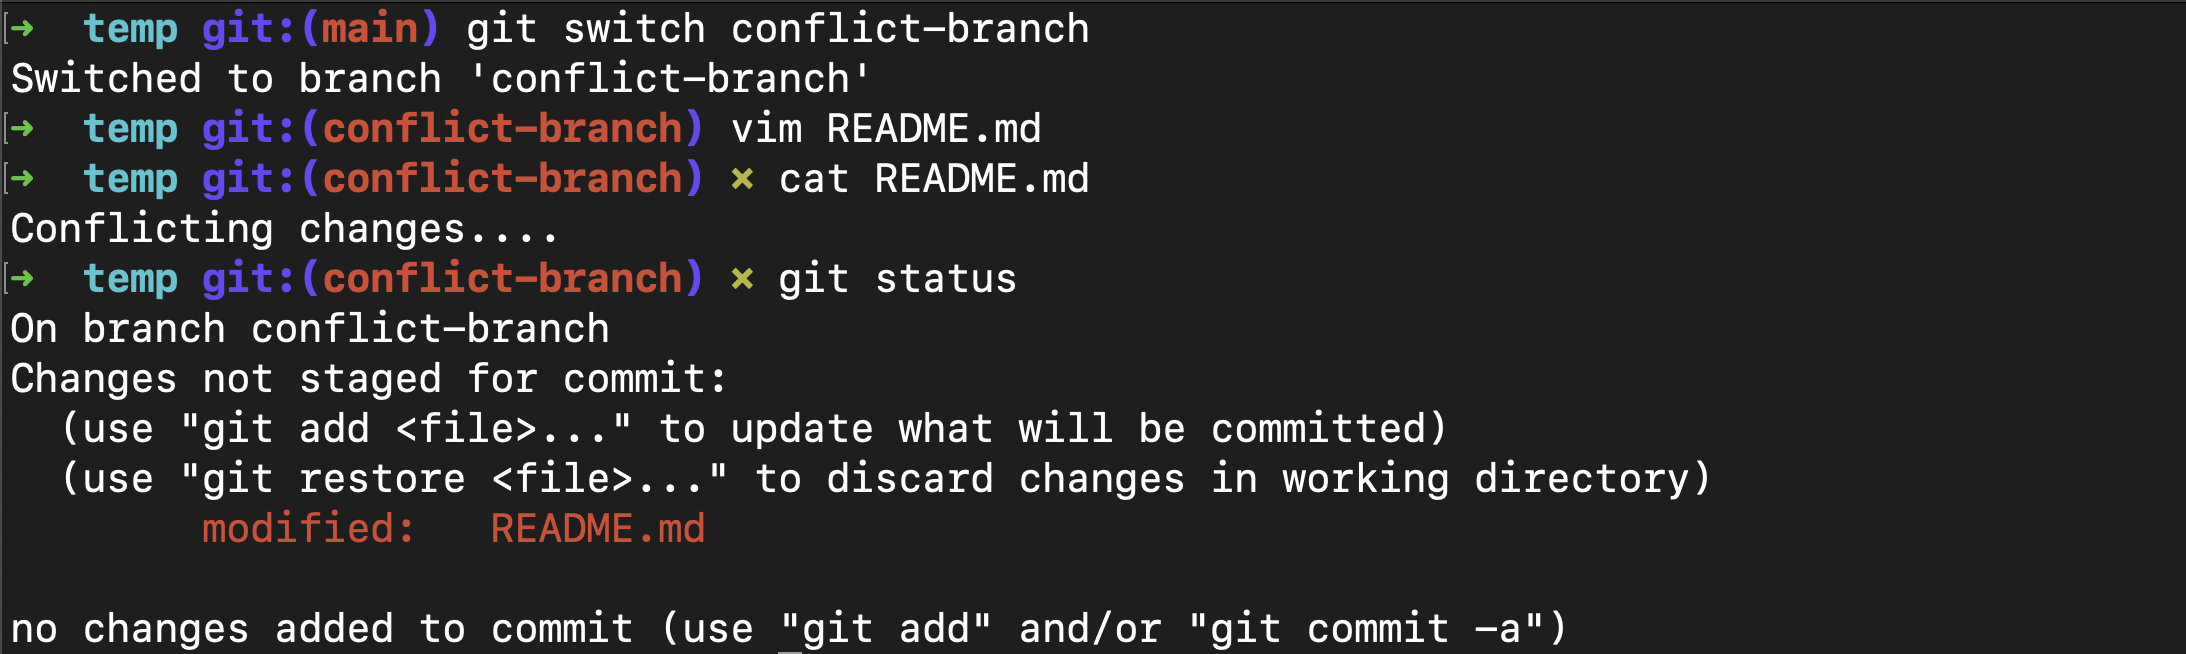 ➜  temp git:(main) git switch conflict-branch
Switched to branch 'conflict-branch'
➜  temp git:(conflict-branch) vim README.md
➜  temp git:(conflict-branch) ✗ cat README.md
Conflicting changes....
➜  temp git:(conflict-branch) ✗ git status
On branch conflict-branch
Changes not staged for commit:
  (use "git add <file>..." to update what will be committed)
  (use "git restore <file>..." to discard changes in working directory)
        modified:   README.md

no changes added to commit (use "git add" and/or "git commit -a")